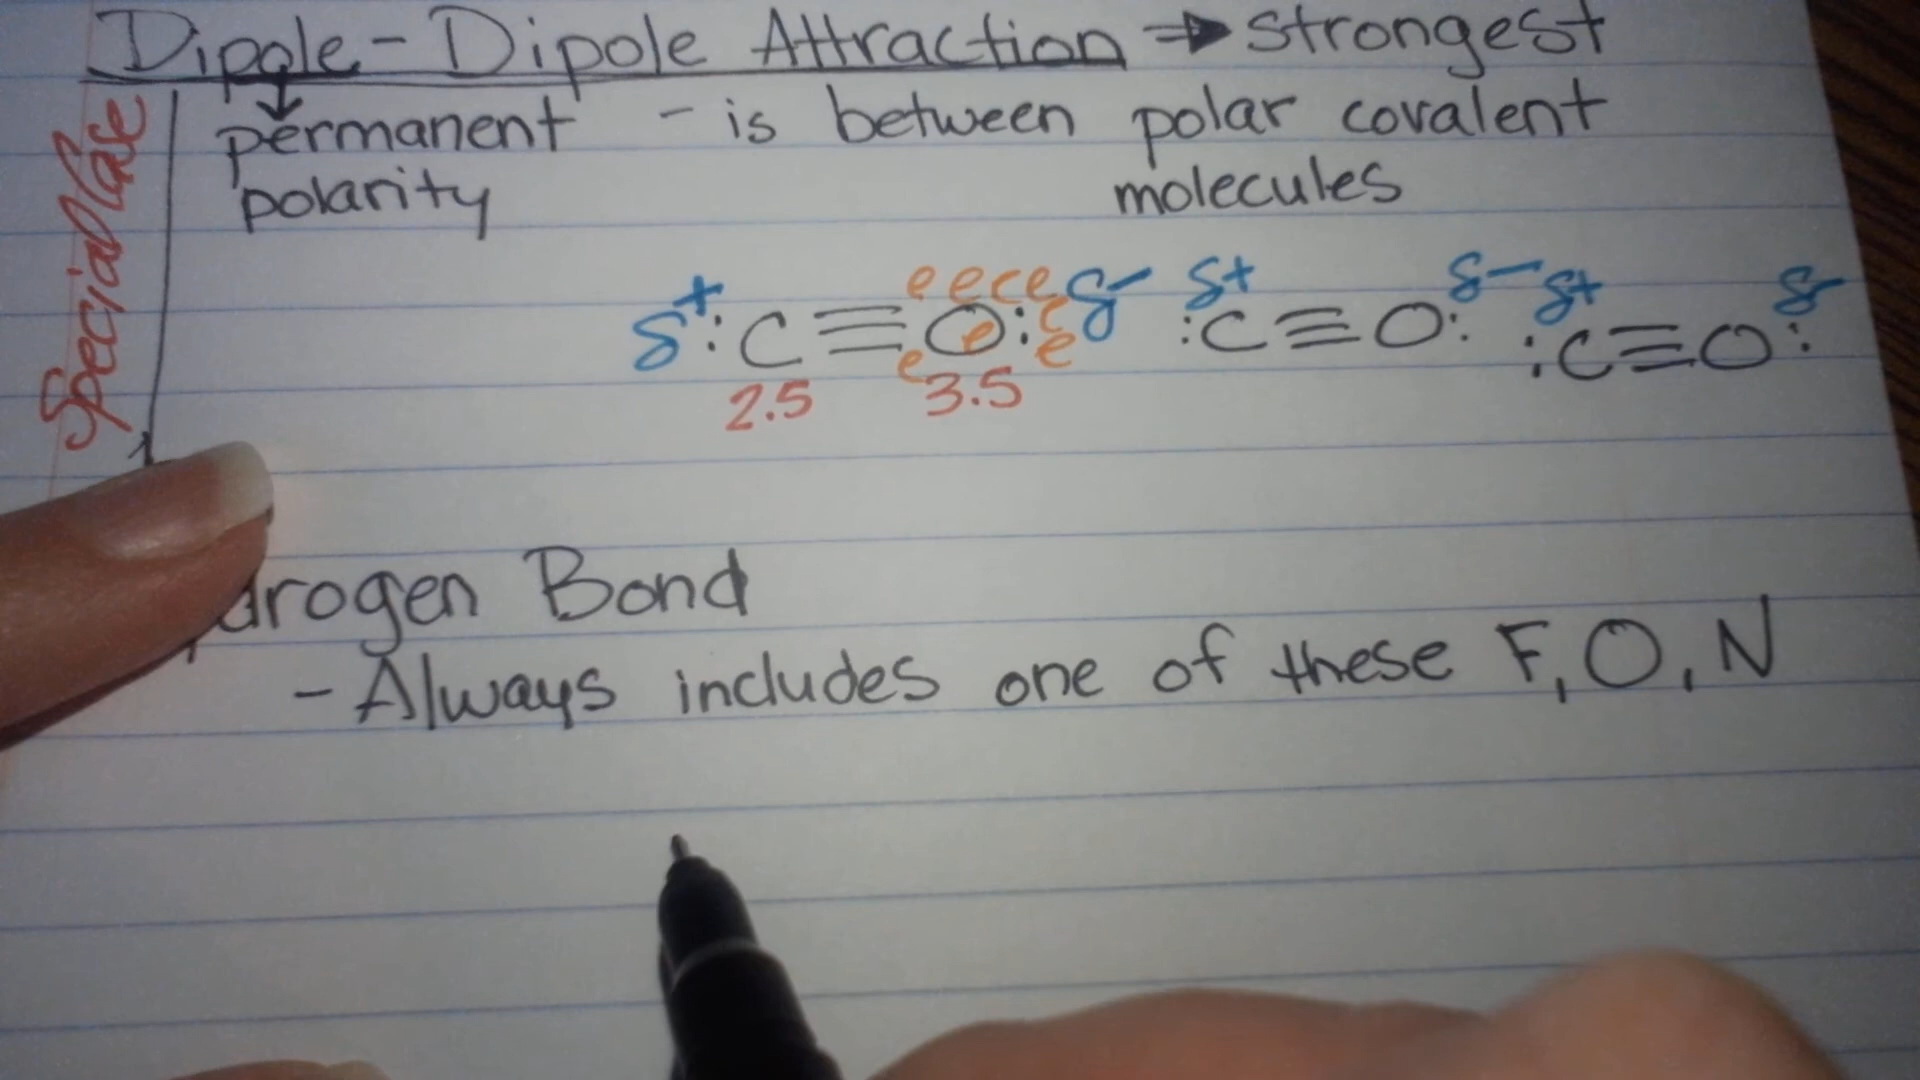 Dipole - Dipole Attraction → strongest
permanent - is between polar covalent
polarity molecules
Special Case
δ+ :C≡O: δ- δ+ :C≡O: δ- δ+ :C≡O: δ-
e e e e e e e e e
2.5 3.5
drogen Bond
- Always includes one of these F, O, N